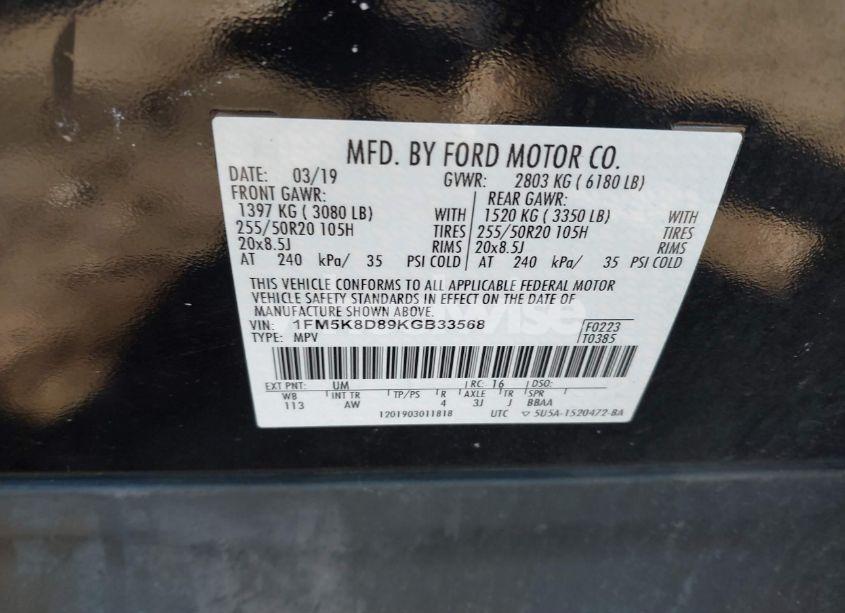 MFD. BY FORD MOTOR CO.
DATE: 03/19 GVWR: 2803 KG ( 6180 LB)
FRONT GAWR: REAR GAWR:
1397 KG ( 3080 LB) WITH 1520 KG ( 3350 LB) WITH
255/50R20 105H TIRES 255/50R20 105H TIRES
20x8.5J RIMS 20x8.5J RIMS
AT 240 kPa/ 35 PSI COLD AT 240 kPa/ 35 PSI COLD
THIS VEHICLE CONFORMS TO ALL APPLICABLE FEDERAL MOTOR
VEHICLE SAFETY STANDARDS IN EFFECT ON THE DATE OF
MANUFACTURE SHOWN ABOVE.
VIN: 1FM5K8D89KGB33568 F0223
TYPE: MPV T0385
EXT PNT: UM RC: 16 DSO:
WB INT TR TP/PS R AXLE TR SPR
113 AW 4 3J J BBAA
1201903011818 UTC ▽ 5U5A-1520472-BA